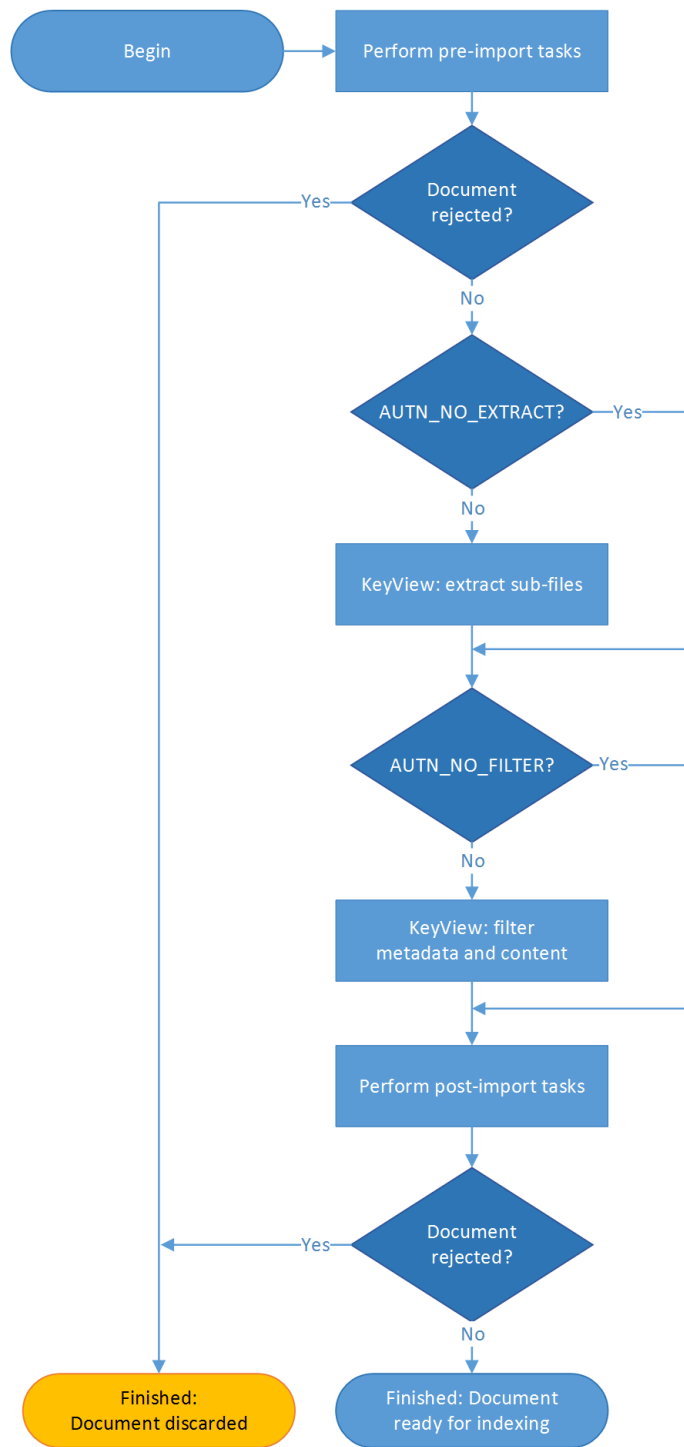 Begin
Perform pre-import tasks
Document
rejected?
Yes
No
AUTN_NO_EXTRACT?
Yes
No
KeyView: extract sub-files
AUTN_NO_FILTER?
Yes
No
KeyView: filter
metadata and content
Perform post-import tasks
Document
rejected?
Yes
No
Finished:
Document discarded
Finished: Document
ready for indexing